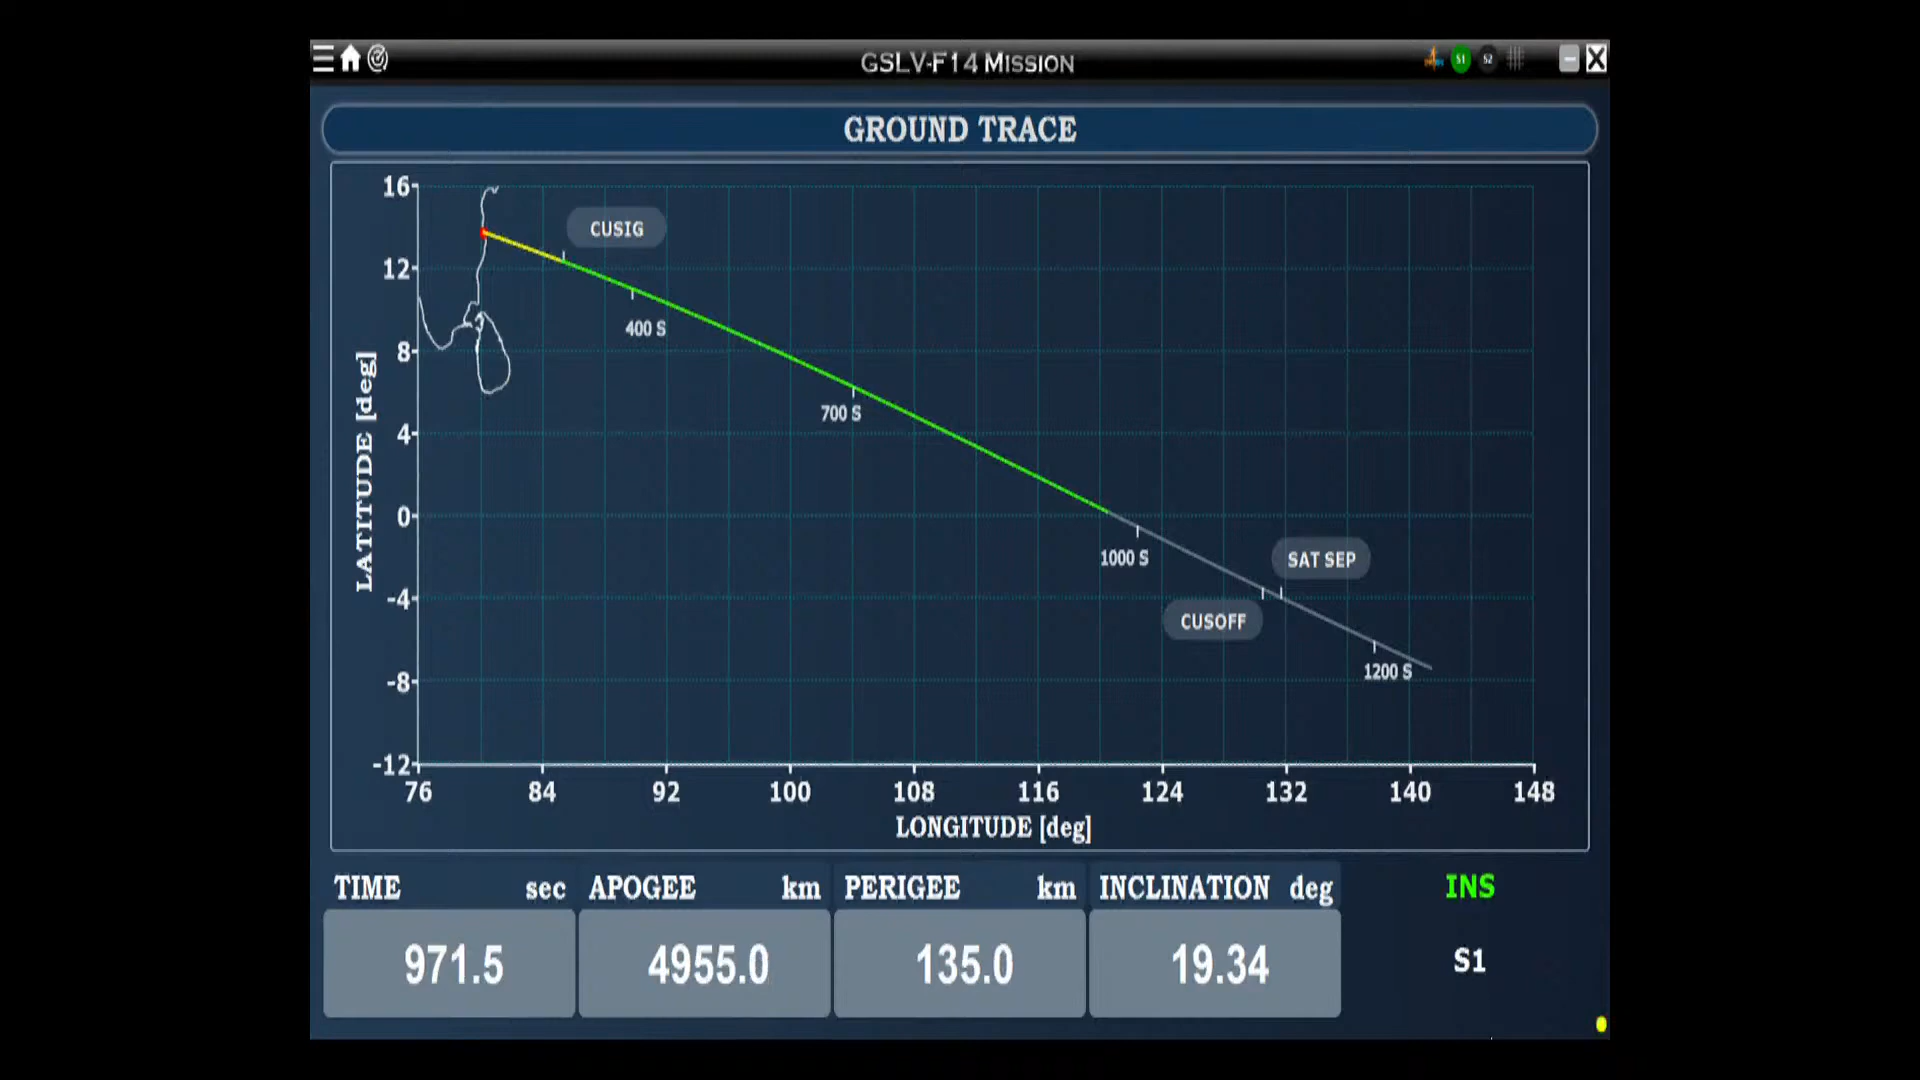 GSLV-F14 MISSION
S1 S2
GROUND TRACE
16
12
8
4
0
-4
-8
-12
LATITUDE [deg]
CUSIG
400 S
700 S
1000 S
SAT SEP
CUSOFF
1200 S
76 84 92 100 108 116 124 132 140 148
LONGITUDE [deg]
TIME sec APOGEE km PERIGEE km INCLINATION deg INS
971.5 4955.0 135.0 19.34 S1